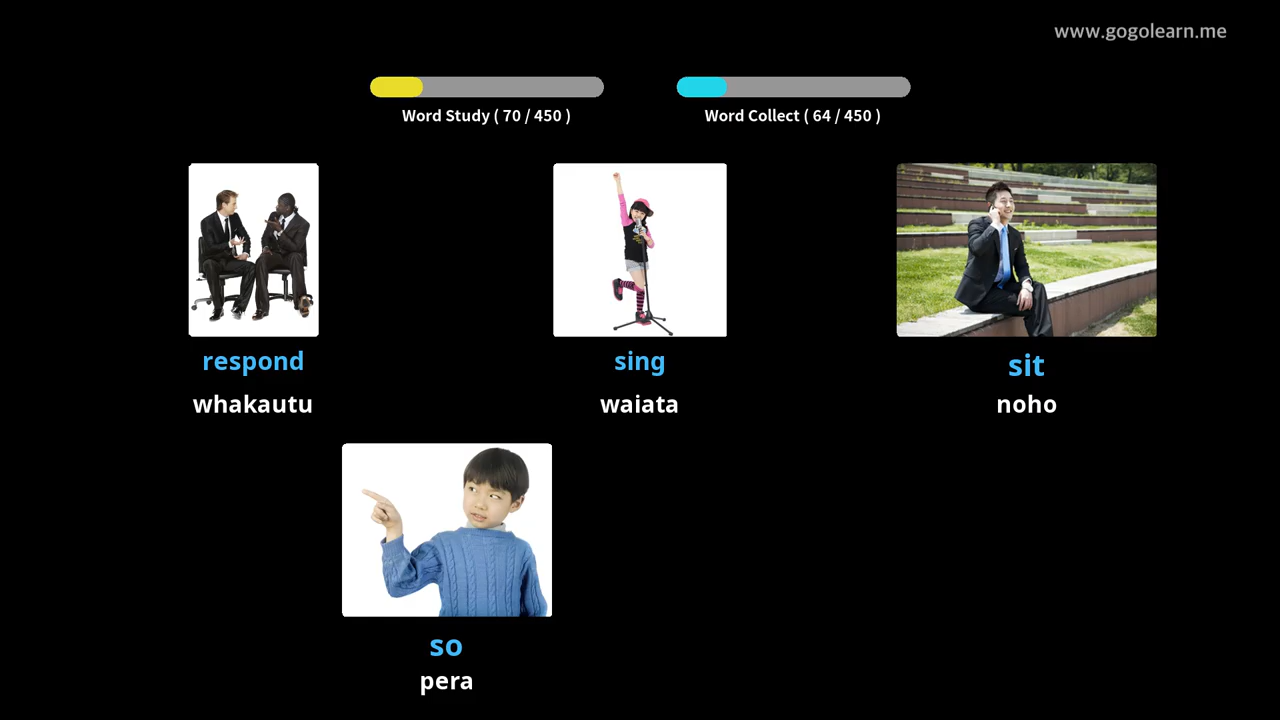 www.gogolearn.me
Word Study ( 70 / 450 )
Word Collect ( 64 / 450 )
respond
whakautu
sing
waiata
sit
noho
so
pera